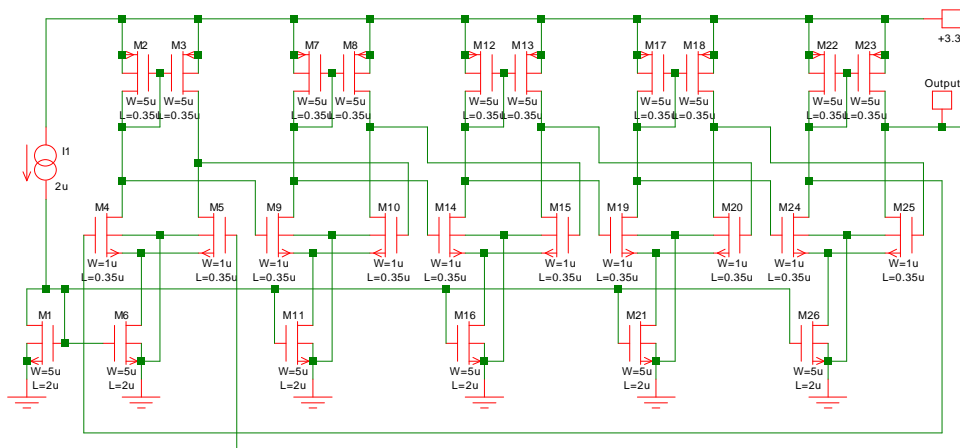 M2 M3 M7 M8 M12 M13 M17 M18 M22 M23
+3.3
Output
W=5u W=5u W=5u W=5u W=5u W=5u W=5u W=5u W=5u W=5u
L=0.35u L=0.35u L=0.35u L=0.35u L=0.35u L=0.35u L=0.35u L=0.35u L=0.35u L=0.35u
I1
2u
M4 M5 M9 M10 M14 M15 M19 M20 M24 M25
W=1u W=1u W=1u W=1u W=1u W=1u W=1u W=1u W=1u W=1u
L=0.35u L=0.35u L=0.35u L=0.35u L=0.35u L=0.35u L=0.35u L=0.35u L=0.35u L=0.35u
M1 M6 M11 M16 M21 M26
W=5u W=5u W=5u W=5u W=5u W=5u
L=2u L=2u L=2u L=2u L=2u L=2u